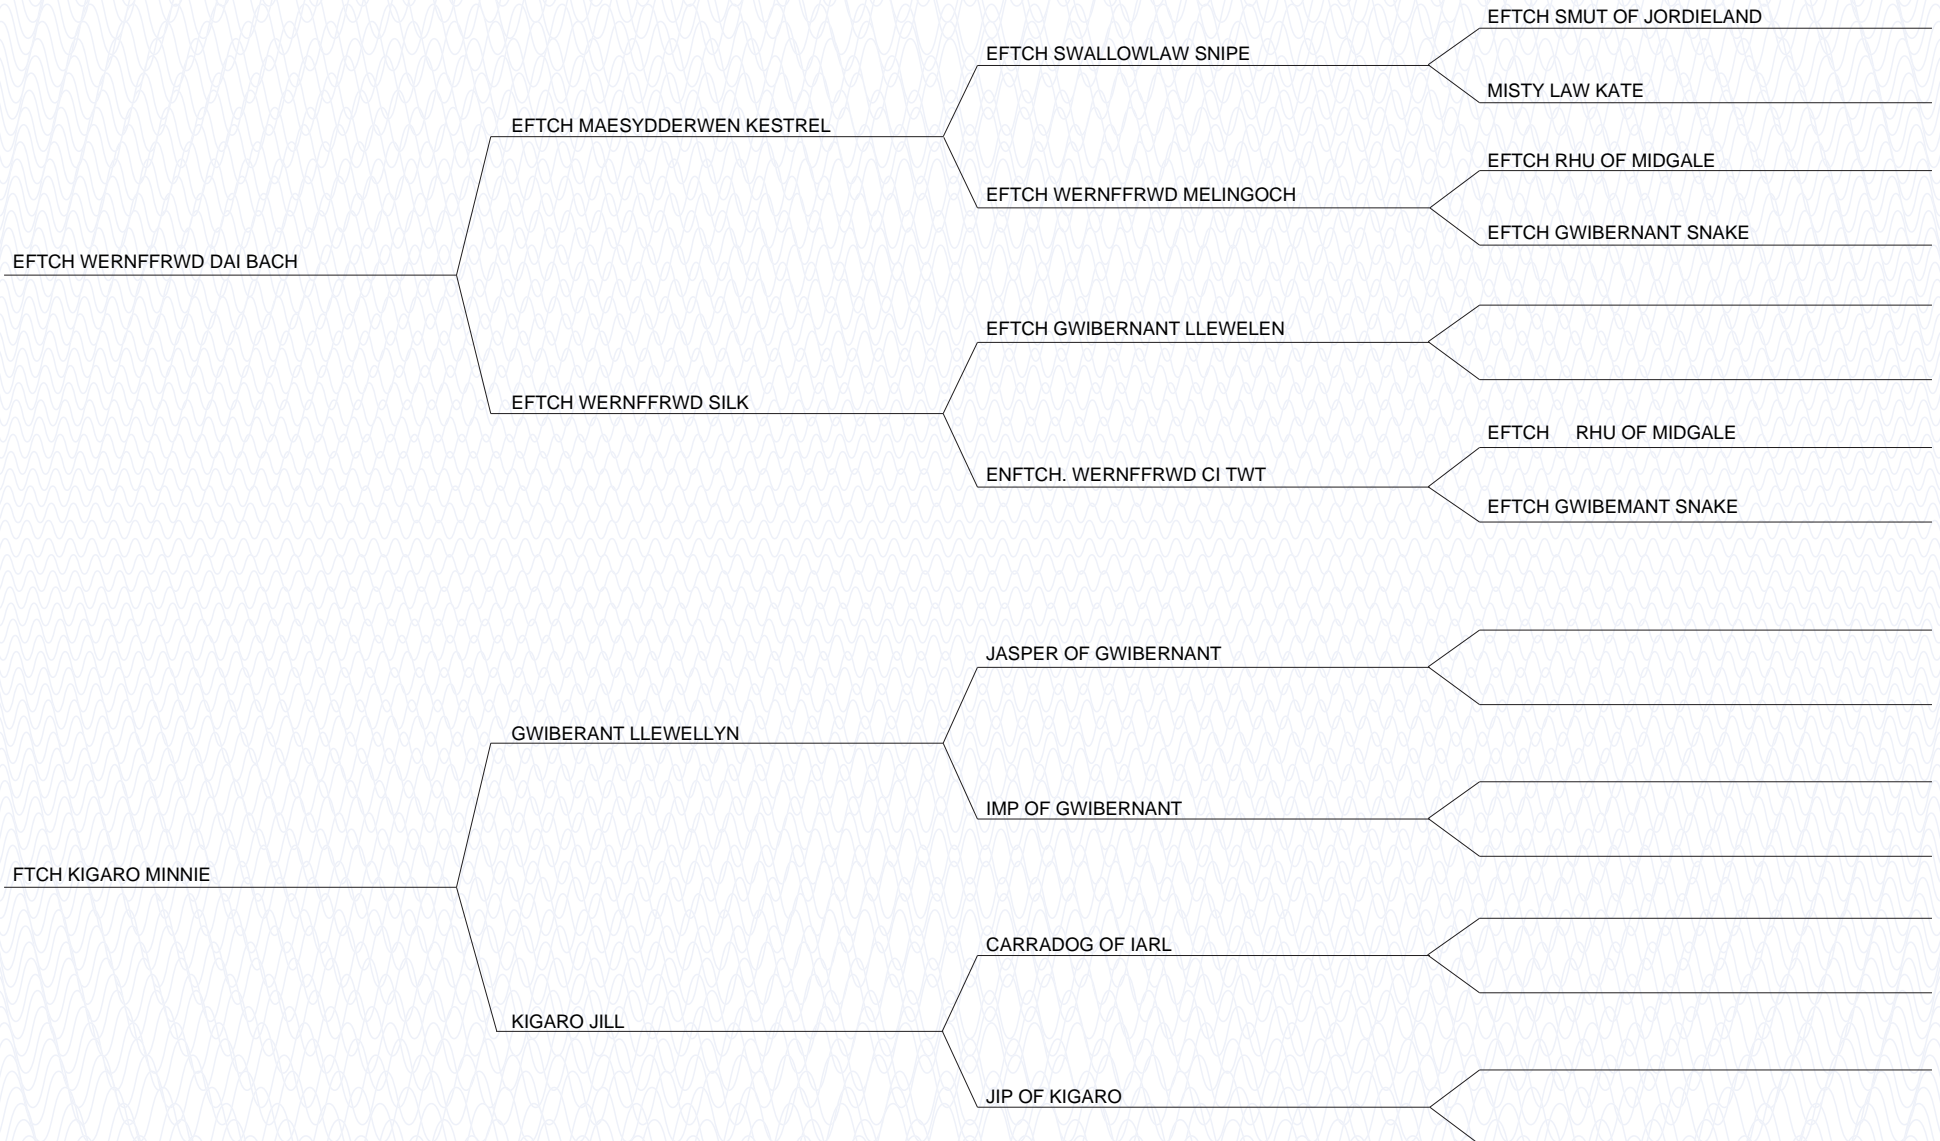 EFTCH SMUT OF JORDIELAND
EFTCH SWALLOWLAW SNIPE
MISTY LAW KATE
EFTCH MAESYDDERWEN KESTREL
EFTCH RHU OF MIDGALE
EFTCH WERNFFRWD MELINGOCH
EFTCH GWIBERNANT SNAKE
EFTCH WERNFFRWD DAI BACH
EFTCH GWIBERNANT LLEWELEN
EFTCH WERNFFRWD SILK
EFTCH RHU OF MIDGALE
ENFTCH. WERNFFRWD CI TWT
EFTCH GWIBEMANT SNAKE
JASPER OF GWIBERNANT
GWIBERANT LLEWELLYN
IMP OF GWIBERNANT
FTCH KIGARO MINNIE
CARRADOG OF IARL
KIGARO JILL
JIP OF KIGARO